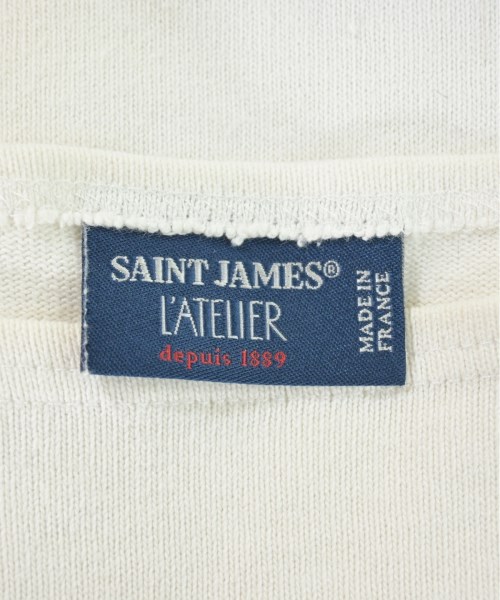 SAINT JAMES®
L'ATELIER
depuis 1889
MADE IN
FRANCE